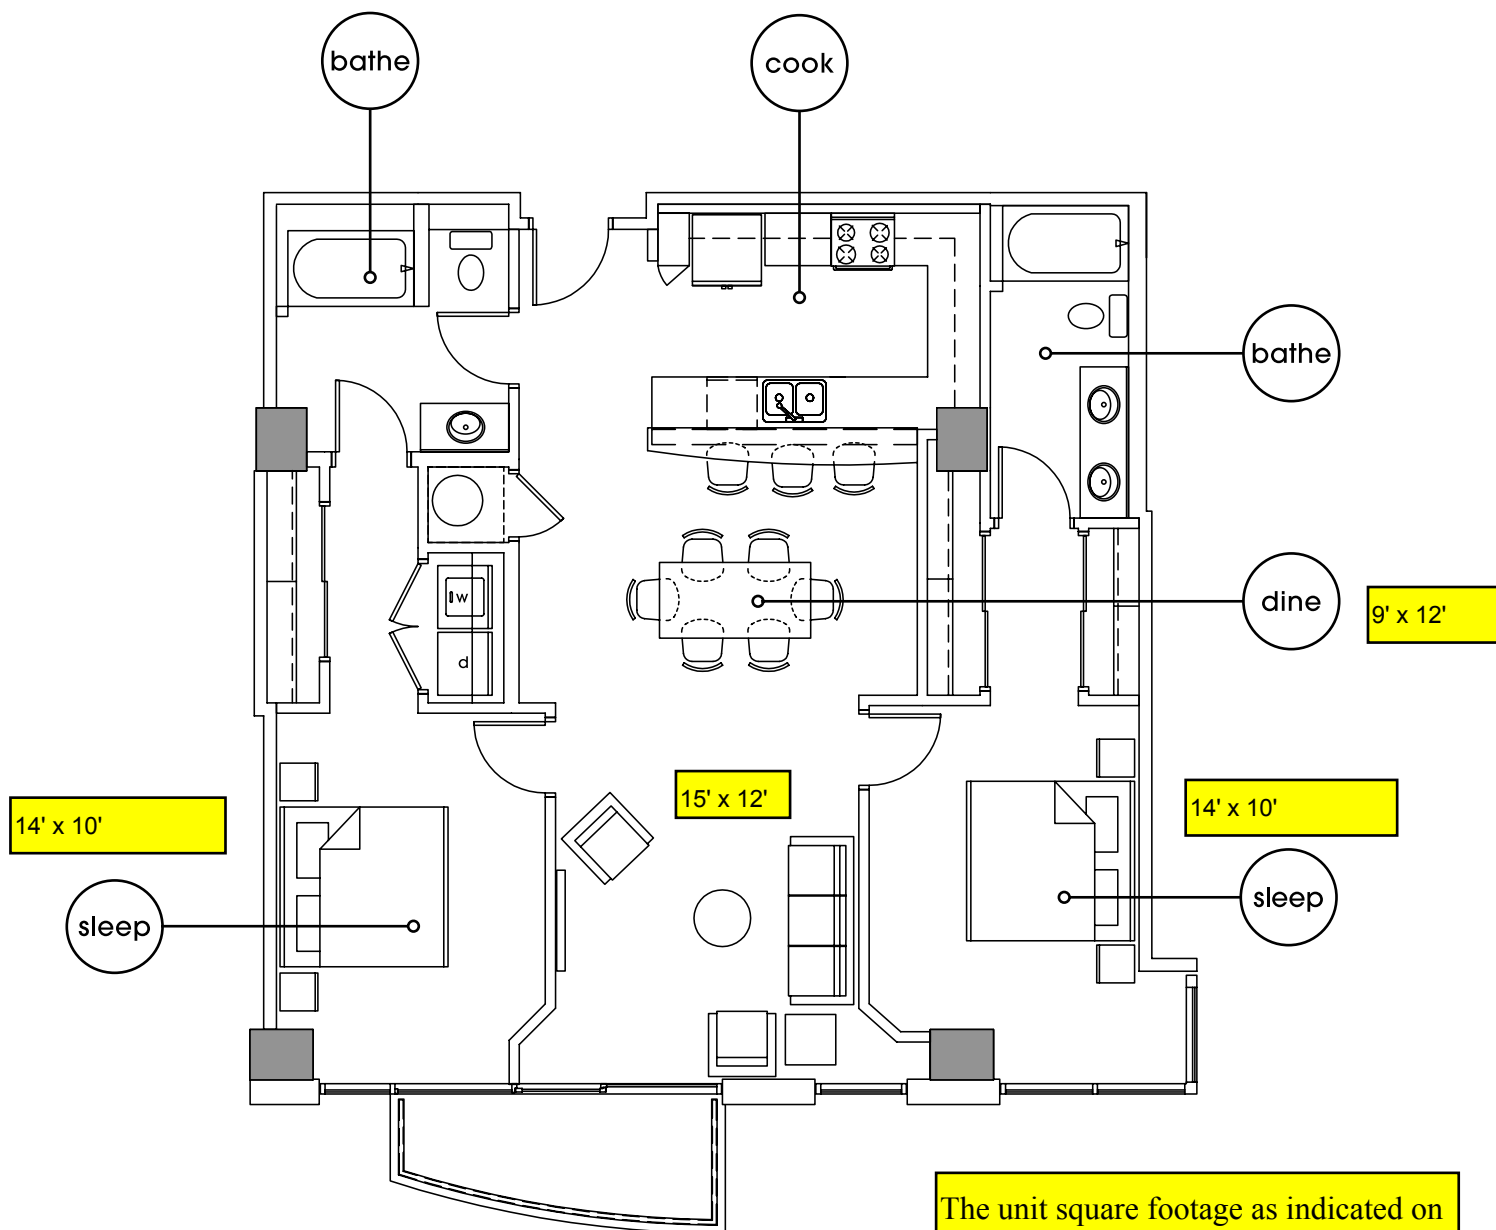 bathe
cook
bathe
dine
9' x 12'
w
d
15' x 12'
14' x 10'
14' x 10'
sleep
sleep
The unit square footage as indicated on